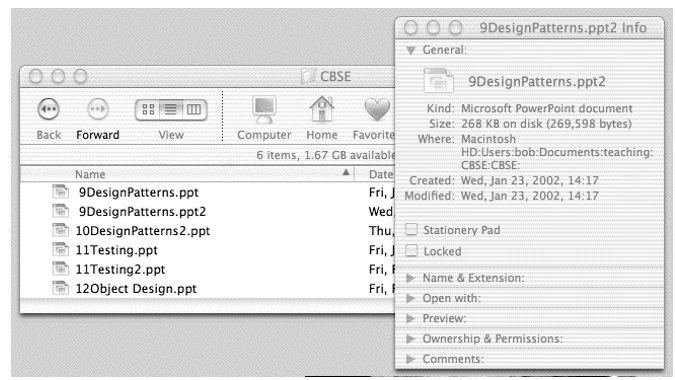 CBSE
Back Forward View Computer Home Favorite
6 items, 1.67 GB available
Name Date
9DesignPatterns.ppt Fri, J
9DesignPatterns.ppt2 Wed,
10DesignPatterns2.ppt Thu,
11Testing.ppt Fri, J
11Testing2.ppt Fri, F
12Object Design.ppt Fri, F
9DesignPatterns.ppt2 Info
General:
9DesignPatterns.ppt2
Kind: Microsoft PowerPoint document
Size: 268 KB on disk (269,598 bytes)
Where: Macintosh
HD:Users:bob:Documents:teaching:
CBSE:CBSE:
Created: Wed, Jan 23, 2002, 14:17
Modified: Wed, Jan 23, 2002, 14:17
Stationery Pad
Locked
Name & Extension:
Open with:
Preview:
Ownership & Permissions:
Comments: